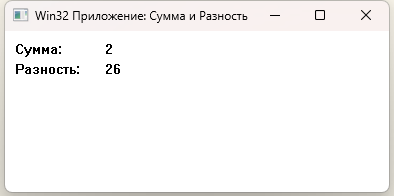 Win32 Приложение: Сумма и Разность
Сумма: 2
Разность: 26